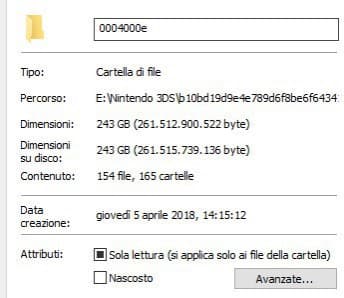 0004000e
Tipo: Cartella di file
Percorso: E:\Nintendo 3DS\b10bd19d9e4e789d6f8be6f6434
Dimensioni: 243 GB (261.512.900.522 byte)
Dimensioni
su disco: 243 GB (261.515.739.136 byte)
Contenuto: 154 file, 165 cartelle
Data
creazione: giovedì 5 aprile 2018, 14:15:12
Attributi: Sola lettura (si applica solo ai file della cartella)
Nascosto Avanzate...